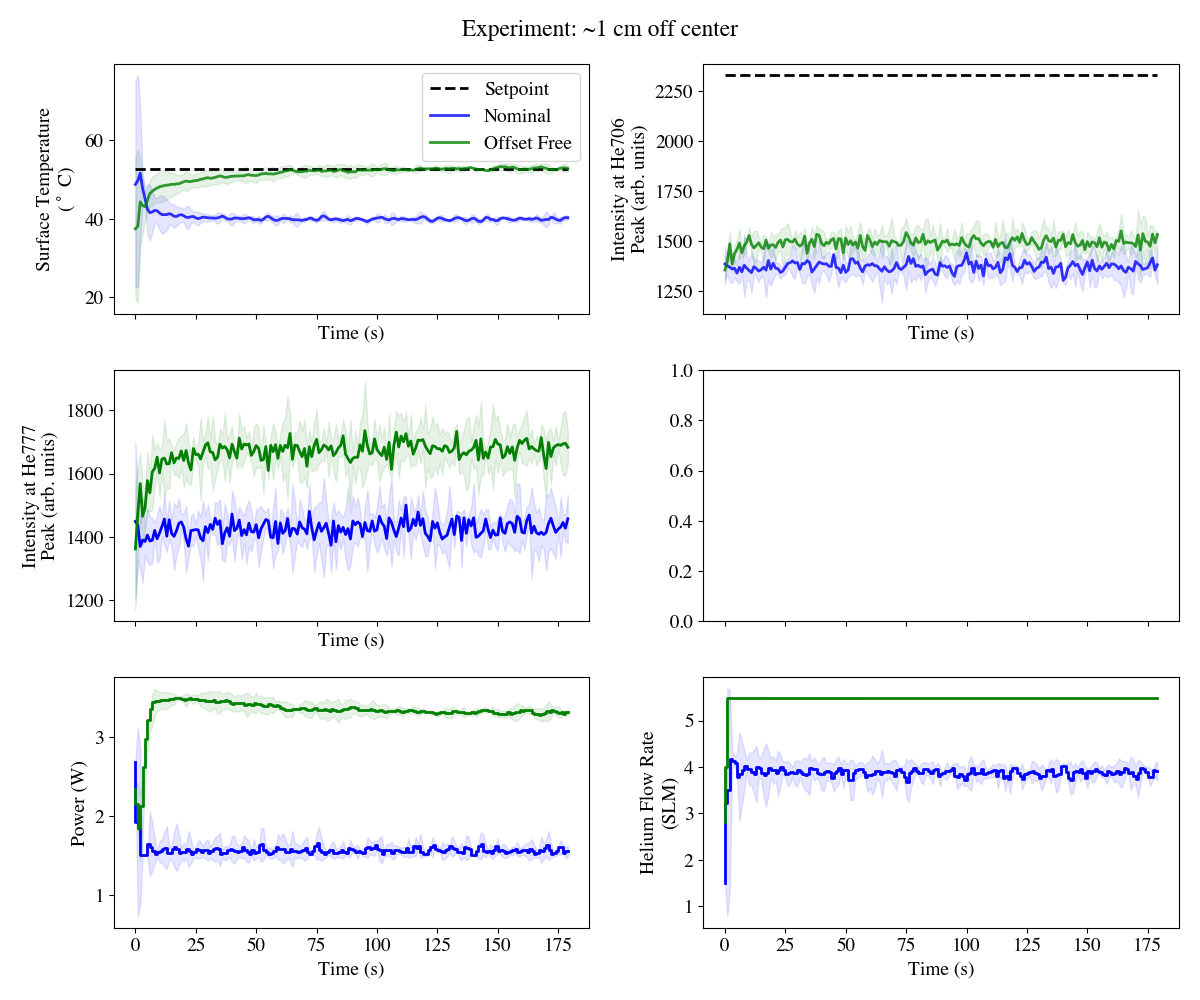 Experiment: ~1 cm off center
Surface Temperature
(° C)
60
40
20
Setpoint
Nominal
Offset Free
Time (s)
Intensity at He706
Peak (arb. units)
2250
2000
1750
1500
1250
Time (s)
Intensity at He777
Peak (arb. units)
1800
1600
1400
1200
Time (s)
1.0
0.8
0.6
0.4
0.2
0.0
Power (W)
3
2
1
0 25 50 75 100 125 150 175
Time (s)
Helium Flow Rate
(SLM)
5
4
3
2
1
0 25 50 75 100 125 150 175
Time (s)